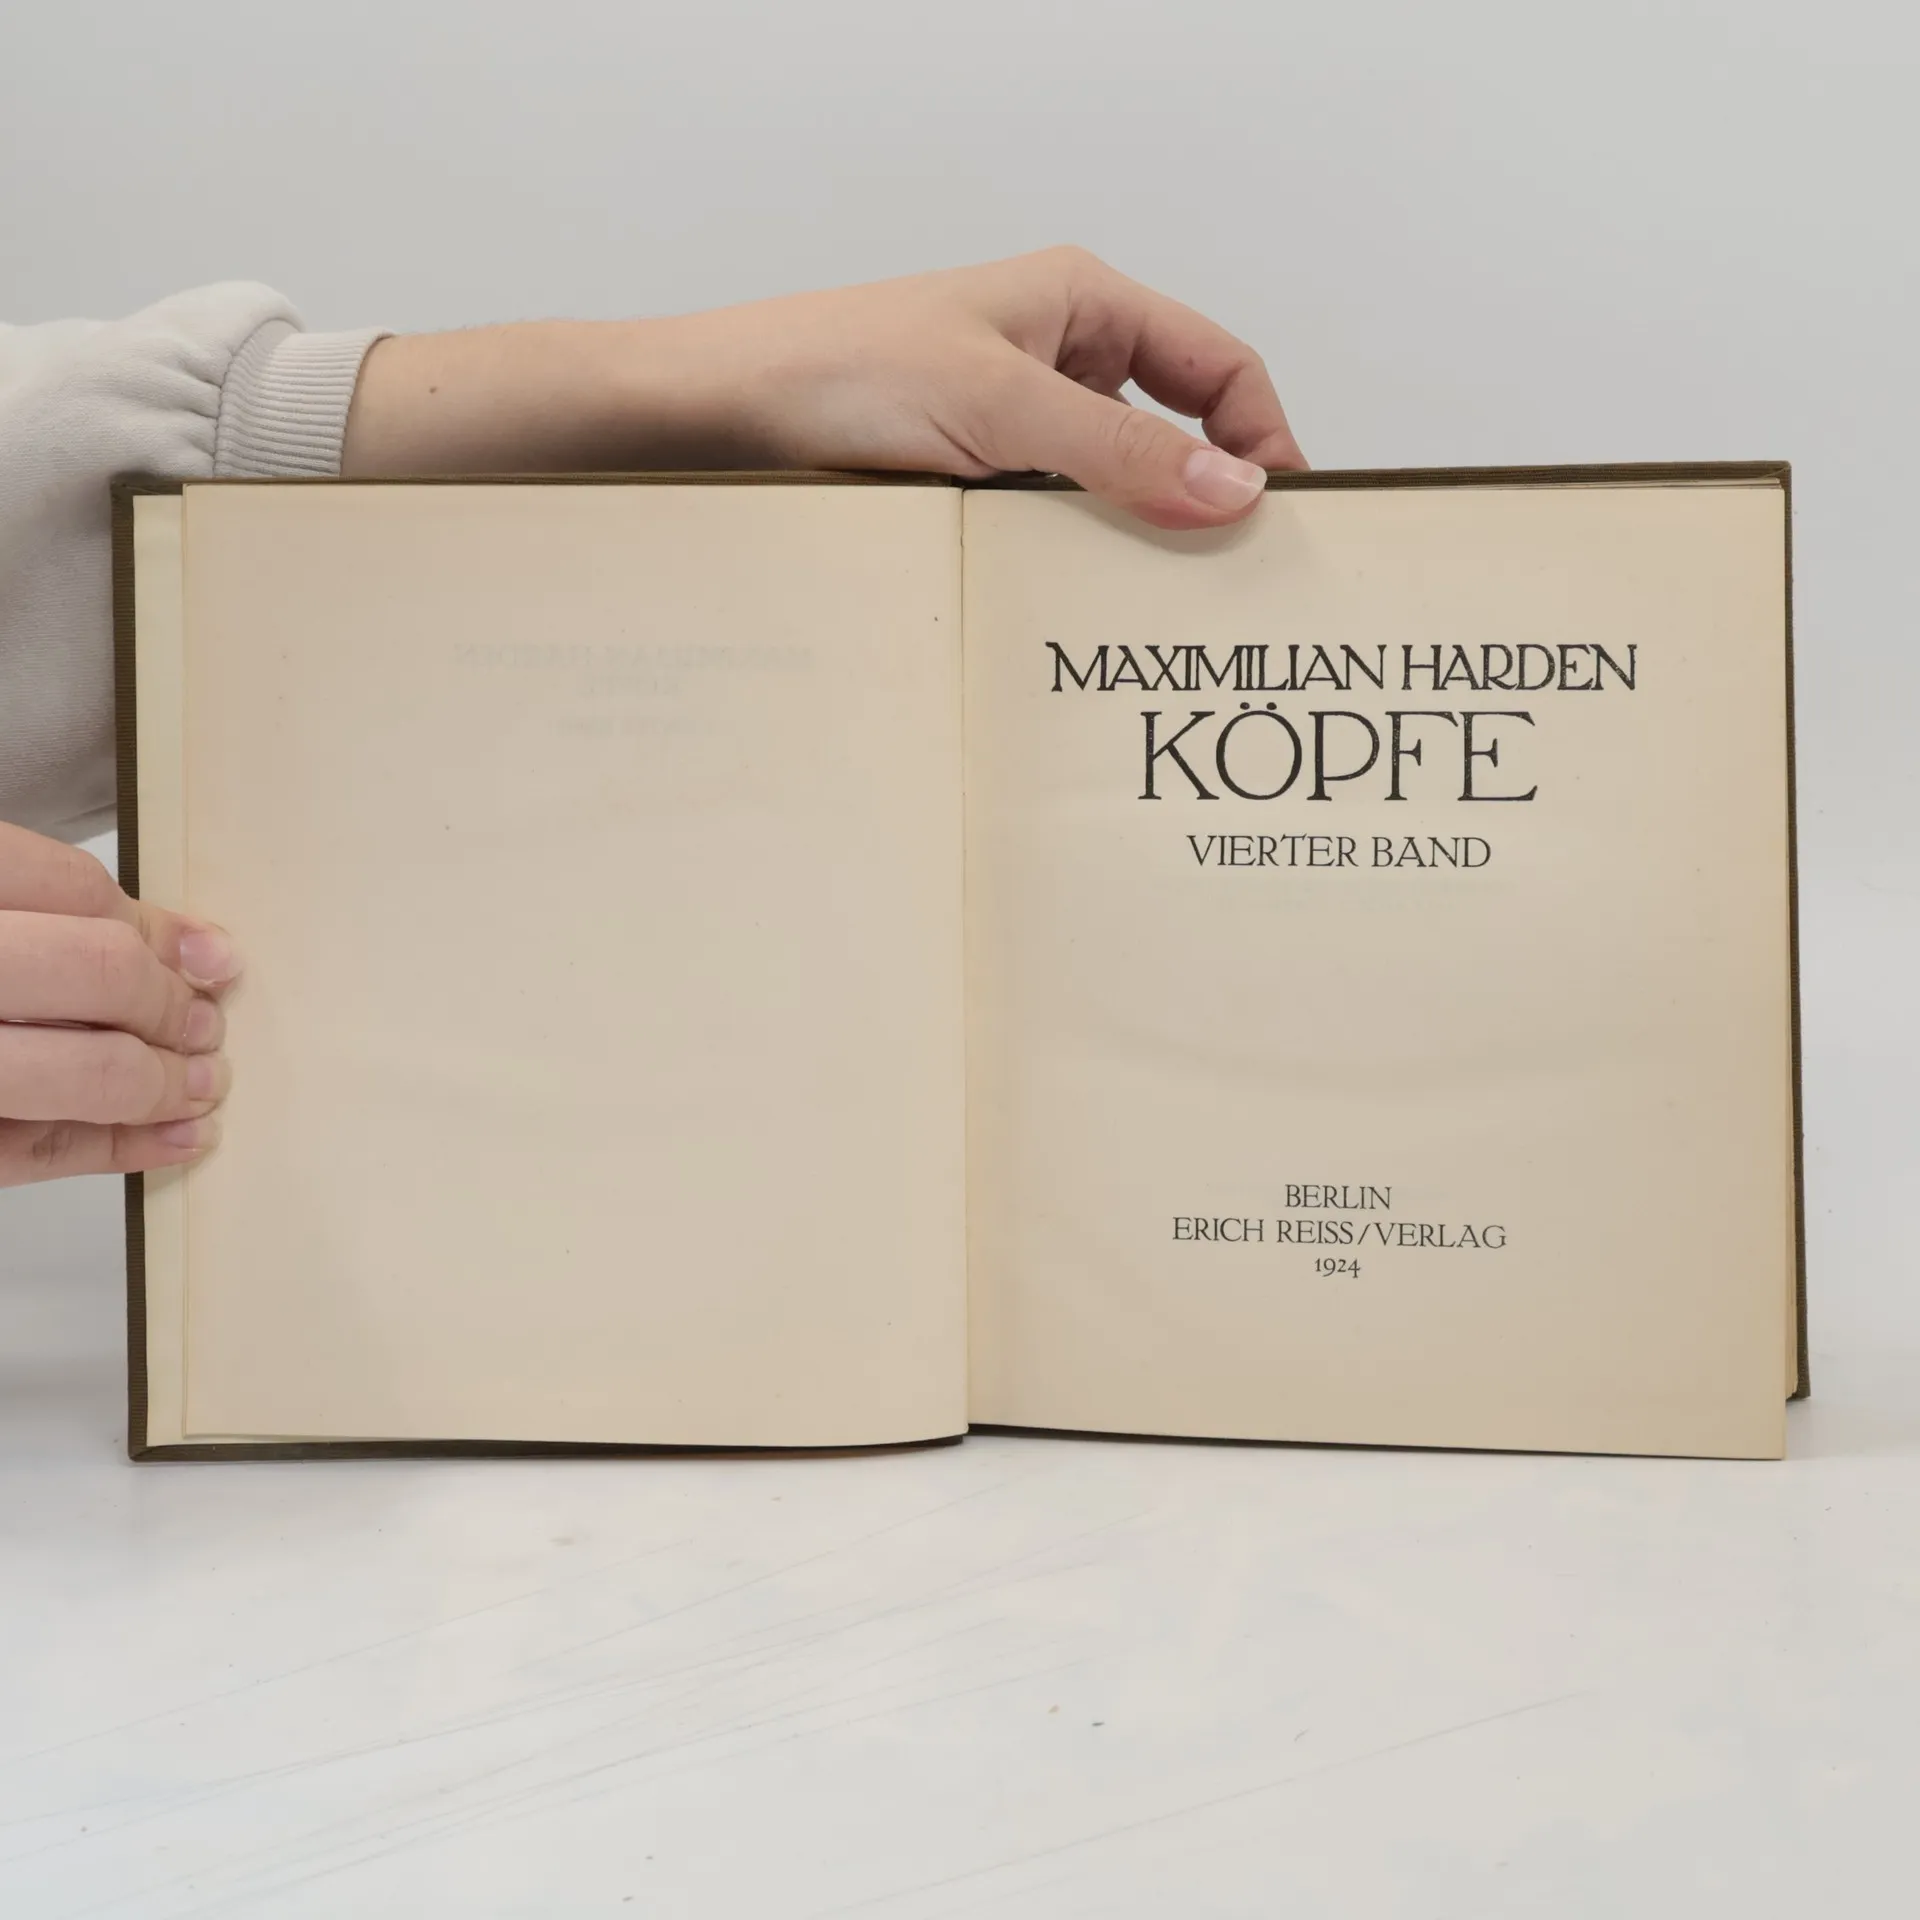 MAXIMILIAN HARDEN
KÖPFE
VIERTER BAND
BERLIN
ERICH REISS/VERLAG
1924